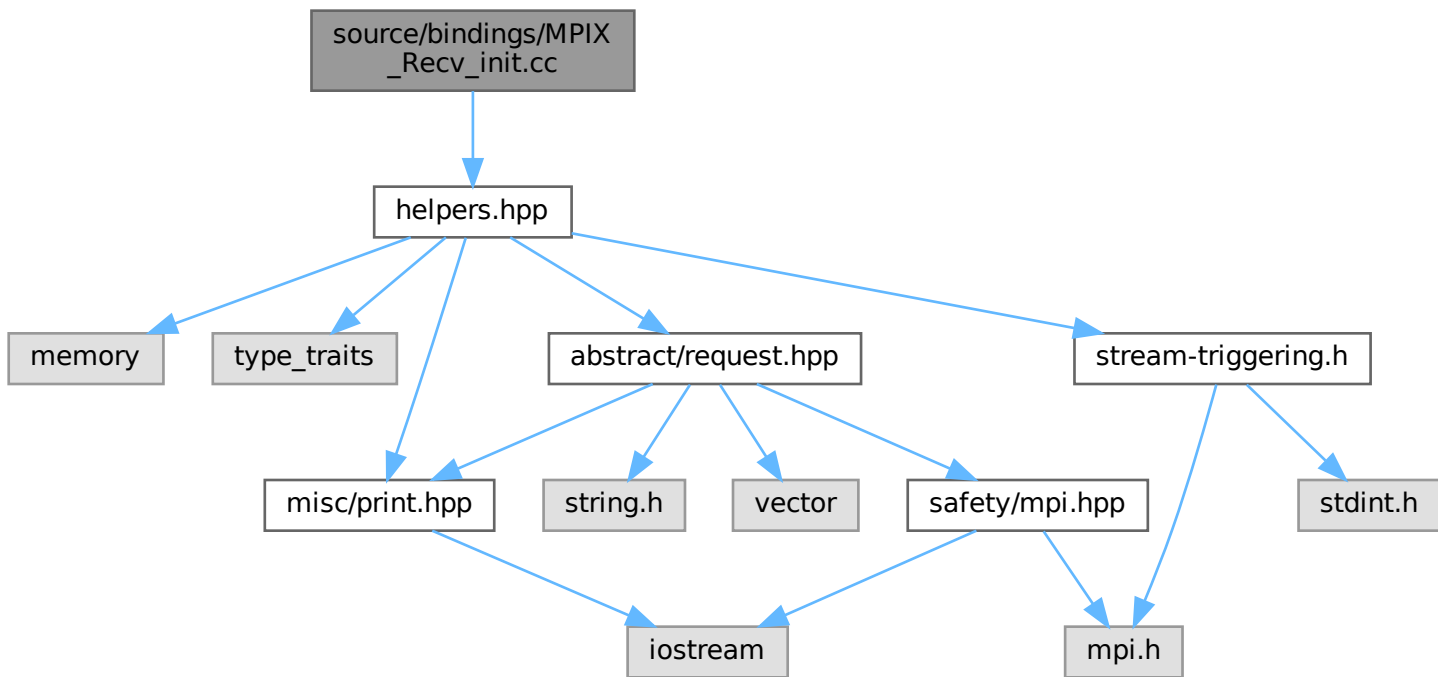 source/bindings/MPIX
_Recv_init.cc
helpers.hpp
memory
type_traits
abstract/request.hpp
stream-triggering.h
misc/print.hpp
string.h
vector
safety/mpi.hpp
stdint.h
iostream
mpi.h